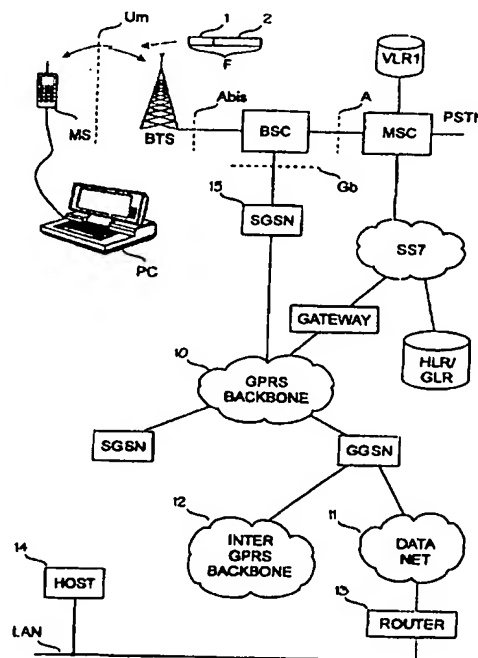 Um
1
2
F
VLR1
MS
BTS
Abis
BSC
A
MSC
PSTN
Gb
15
SGSN
PC
SS7
GATEWAY
10
GPRS
BACKBONE
HLR/
GLR
SGSN
GGSN
12
INTER
GPRS
BACKBONE
11
DATA
NET
14
HOST
13
ROUTER
LAN